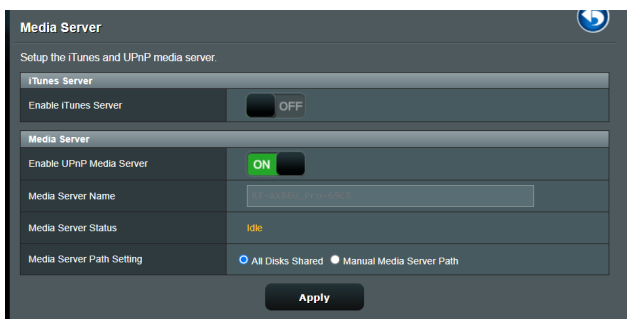 Media Server
Setup the iTunes and UPnP media server.
iTunes Server
Enable iTunes Server OFF
Media Server
Enable UPnP Media Server ON
Media Server Name
Media Server Status Idle
Media Server Path Setting All Disks Shared Manual Media Server Path
Apply